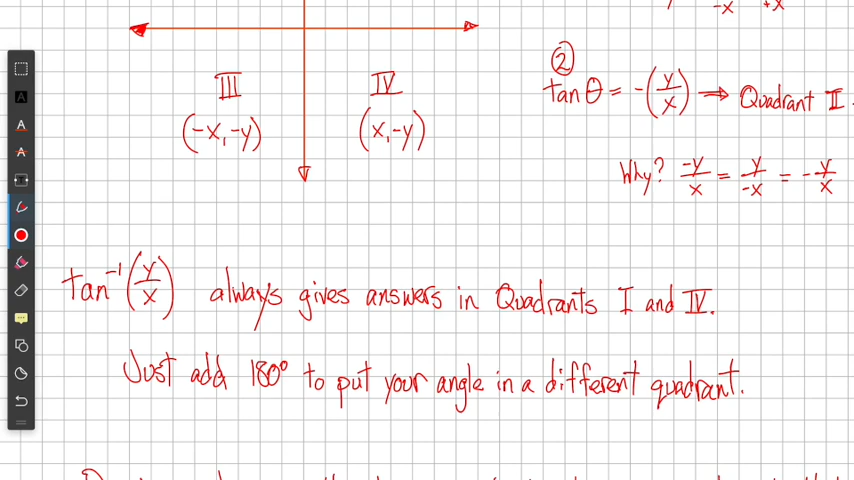 -x +x
②
III IV
tanθ = -(y/x) → Quadrant II
(-x,-y) (x,-y)
Why? -y/x = y/-x = -y/x
tan⁻¹(y/x) always gives answers in Quadrants I and IV.
Just add 180° to put your angle in a different quadrant.